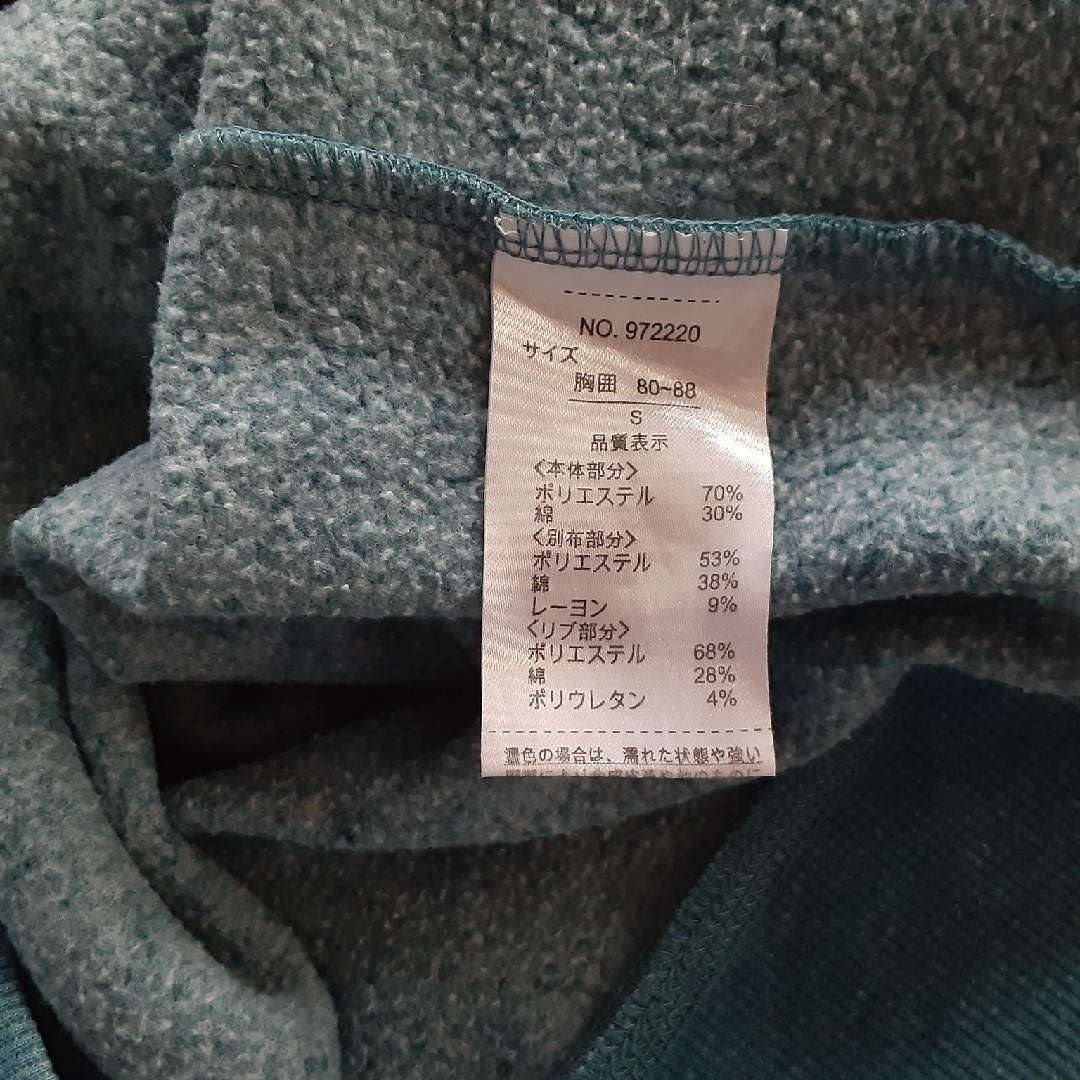 NO. 972220
サイズ
胸囲 80~88
S
品質表示
〈本体部分〉
ポリエステル 70%
綿 30%
〈別布部分〉
ポリエステル 53%
綿 38%
レーヨン 9%
〈リブ部分〉
ポリエステル 68%
綿 28%
ポリウレタン 4%
濃色の場合は、濡れた状態や強い